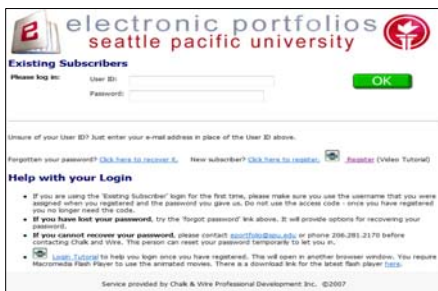 e electronic portfolios
seattle pacific university
Existing Subscribers
Please log in: User ID:
OK
Password:
Unsure of your User ID? Just enter your e-mail address in place of the User ID above.
Forgotten your password? Click here to recover it. New subscriber? Click here to register. Register (Video Tutorial)
Help with your Login
• If you are using the 'Existing Subscriber' login for the first time, please make sure you use the username that you were
assigned when you registered and the password you gave us. Do not use the access code - once you have registered
you no longer need the code.
• If you have lost your password, try the 'forgot password' link above. It will provide options for recovering your
password.
• If you cannot recover your password, please contact eportfolio@spu.edu or phone 206.281.2170 before
contacting Chalk and Wire. This person can reset your password temporarily to let you in.
• Login Tutorial to help you login once you have registered. This will open in another browser window. You require
Macromedia Flash Player to use the animated movies. There is a download link for the latest flash player here.
Service provided by Chalk & Wire Professional Development Inc. ©2007